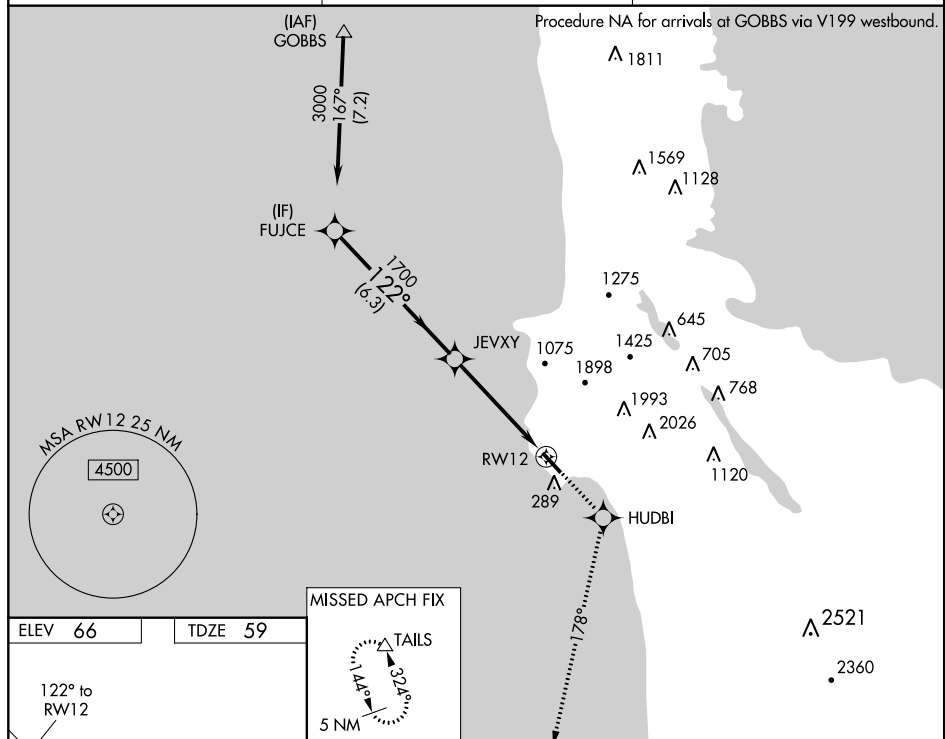 Procedure NA for arrivals at GOBBS via V199 westbound.
(IAF)
GOBBS
1811
3000
167°
(7.2)
1569
1128
(IF)
FUJCE
1700
122°
(6.3)
1275
645
JEVXY
1075
1425
705
1898
768
1993
2026
MSA RW12 25 NM
4500
RW12
1120
289
HUDBI
178°
MISSED APCH FIX
TAILS
144°
324°
5 NM
2521
2360
ELEV 66
TDZE 59
122° to
RW12